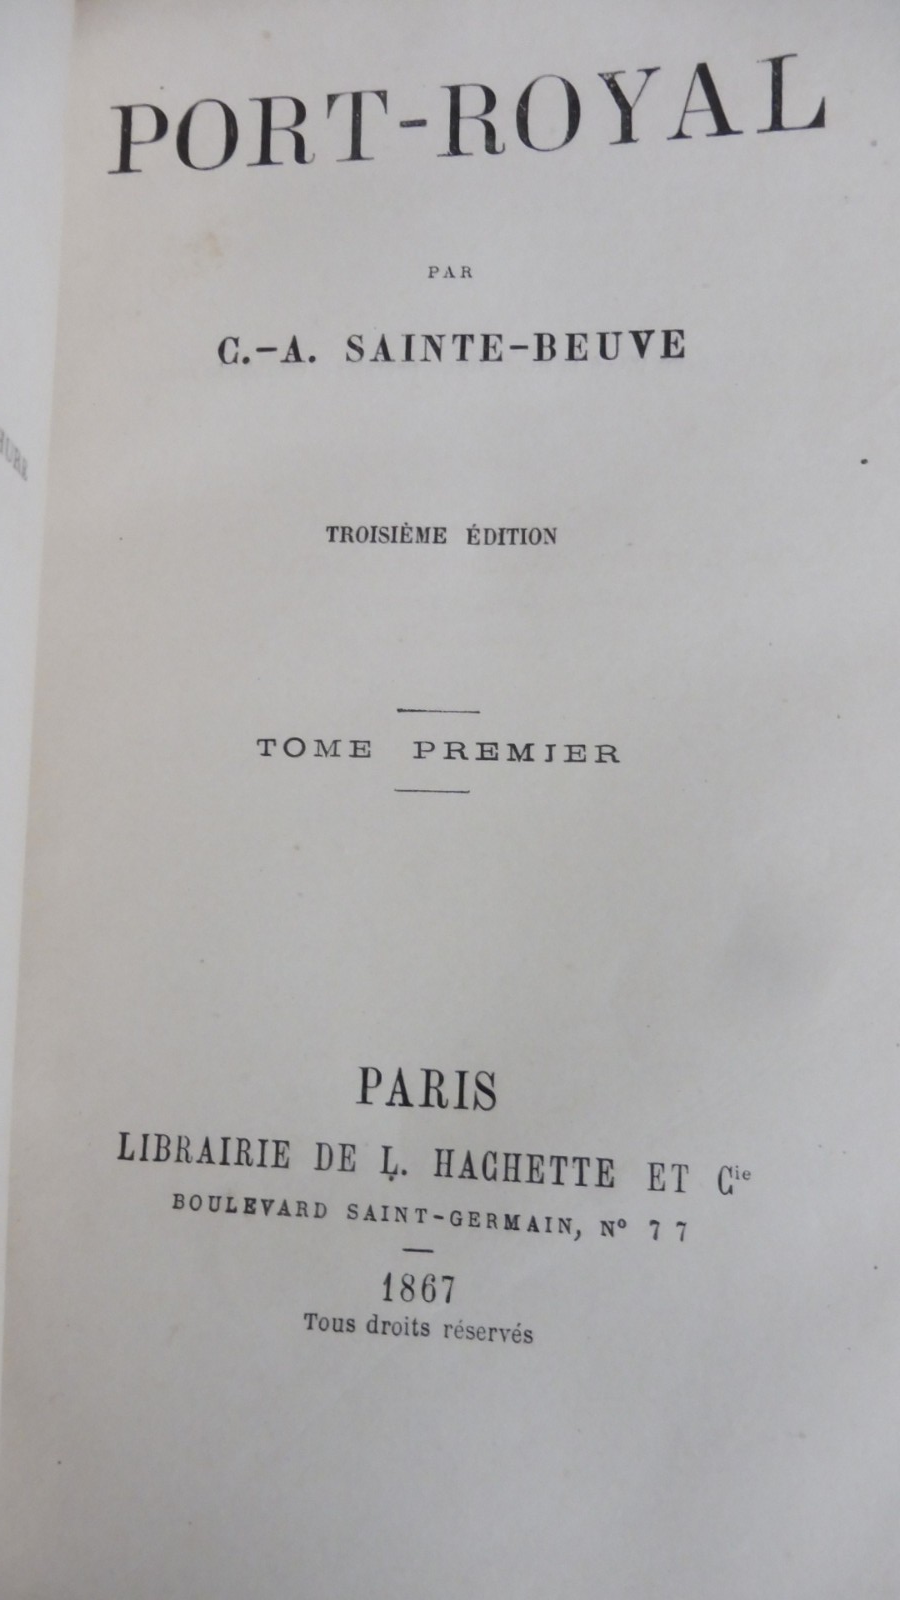 PORT-ROYAL
PAR
C.-A. SAINTE-BEUVE
TROISIÈME ÉDITION
TOME PREMIER
PARIS
LIBRAIRIE DE L. HACHETTE ET Cie
BOULEVARD SAINT-GERMAIN, Nº 77
1867
Tous droits réservés